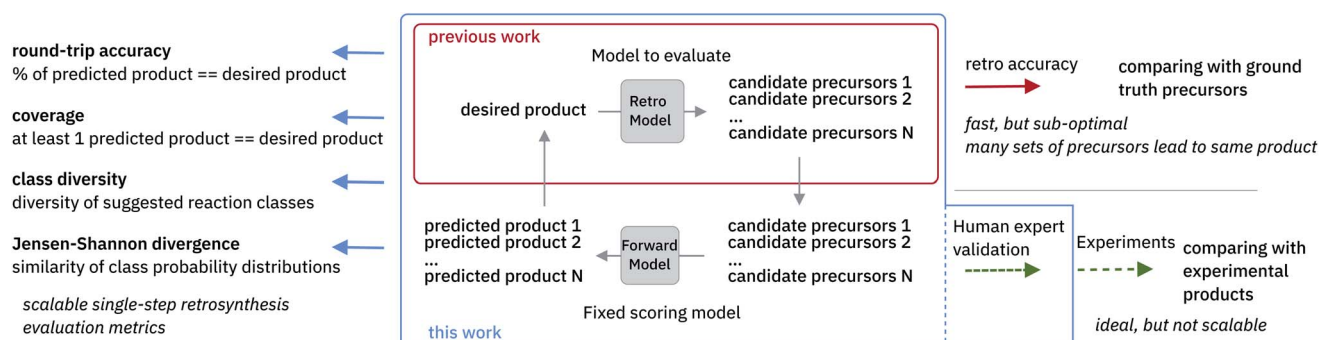 round-trip accuracy
% of predicted product == desired product
coverage
at least 1 predicted product == desired product
class diversity
diversity of suggested reaction classes
Jensen-Shannon divergence
similarity of class probability distributions
scalable single-step retrosynthesis
evaluation metrics
previous work
Model to evaluate
desired product
Retro
Model
candidate precursors 1
candidate precursors 2
...
candidate precursors N
predicted product 1
predicted product 2
...
predicted product N
Forward
Model
candidate precursors 1
candidate precursors 2
...
candidate precursors N
Fixed scoring model
this work
retro accuracy
comparing with ground
truth precursors
fast, but sub-optimal
many sets of precursors lead to same product
Human expert
validation
Experiments
comparing with
experimental
products
ideal, but not scalable